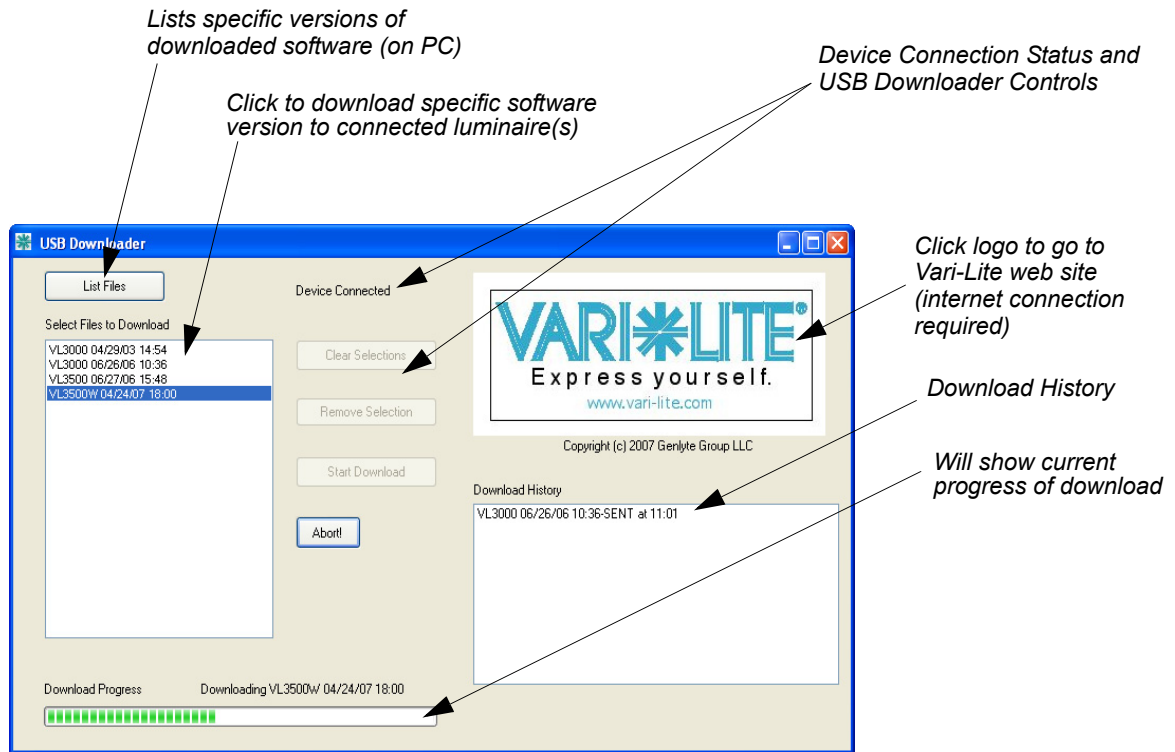 Lists specific versions of
downloaded software (on PC)
Device Connection Status and
USB Downloader Controls
Click to download specific software
version to connected luminaire(s)
USB Downloader
List Files
Device Connected
Select Files to Download
VL3000 04/29/03 14:54
VL3000 06/26/06 10:36
VL3500 06/27/06 15:48
VL3500W 04/24/07 18:00
Clear Selections
Remove Selection
Start Download
Abort!
VARI*LITE®
Express yourself.
www.vari-lite.com
Copyright (c) 2007 Genlyte Group LLC
Download History
VL3000 06/26/06 10:36-SENT at 11:01
Download Progress
Downloading VL3500W 04/24/07 18:00
Click logo to go to
Vari-Lite web site
(internet connection
required)
Download History
Will show current
progress of download